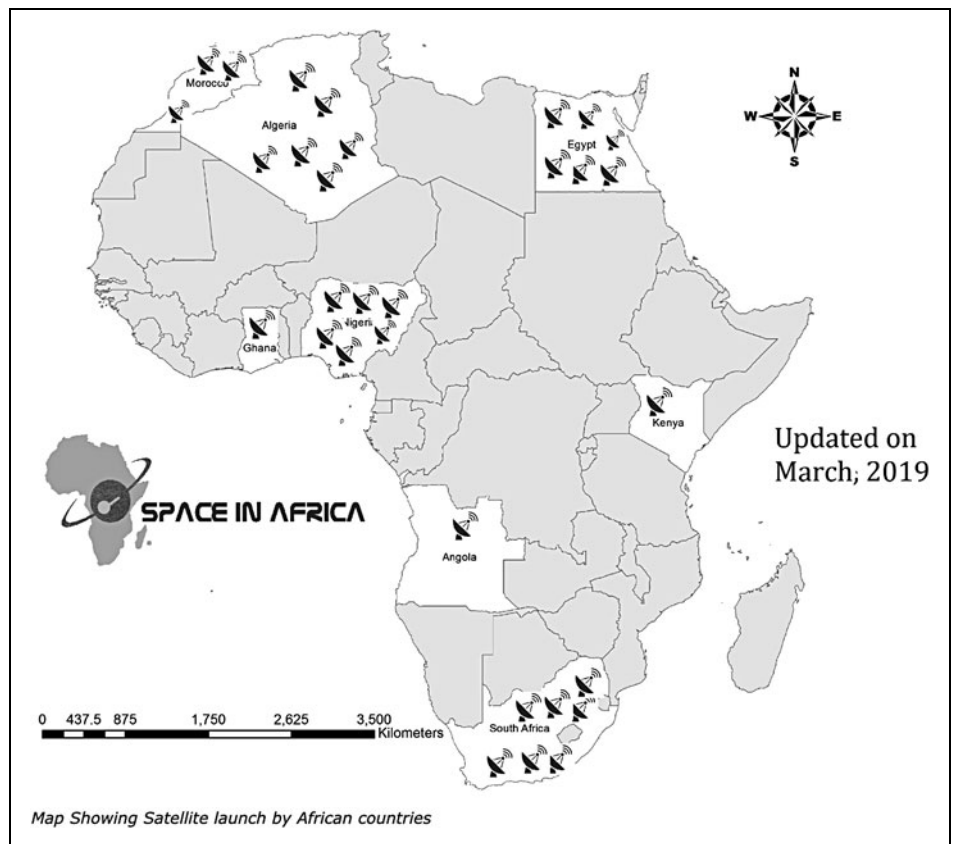 N
W E
S
Morocco
Algeria
Egypt
Nigeria
Ghana
Kenya
Updated on
March, 2019
SPACE IN AFRICA
Angola
South Africa
0 437.5 875 1,750 2,625 3,500
Kilometers
Map Showing Satellite launch by African countries